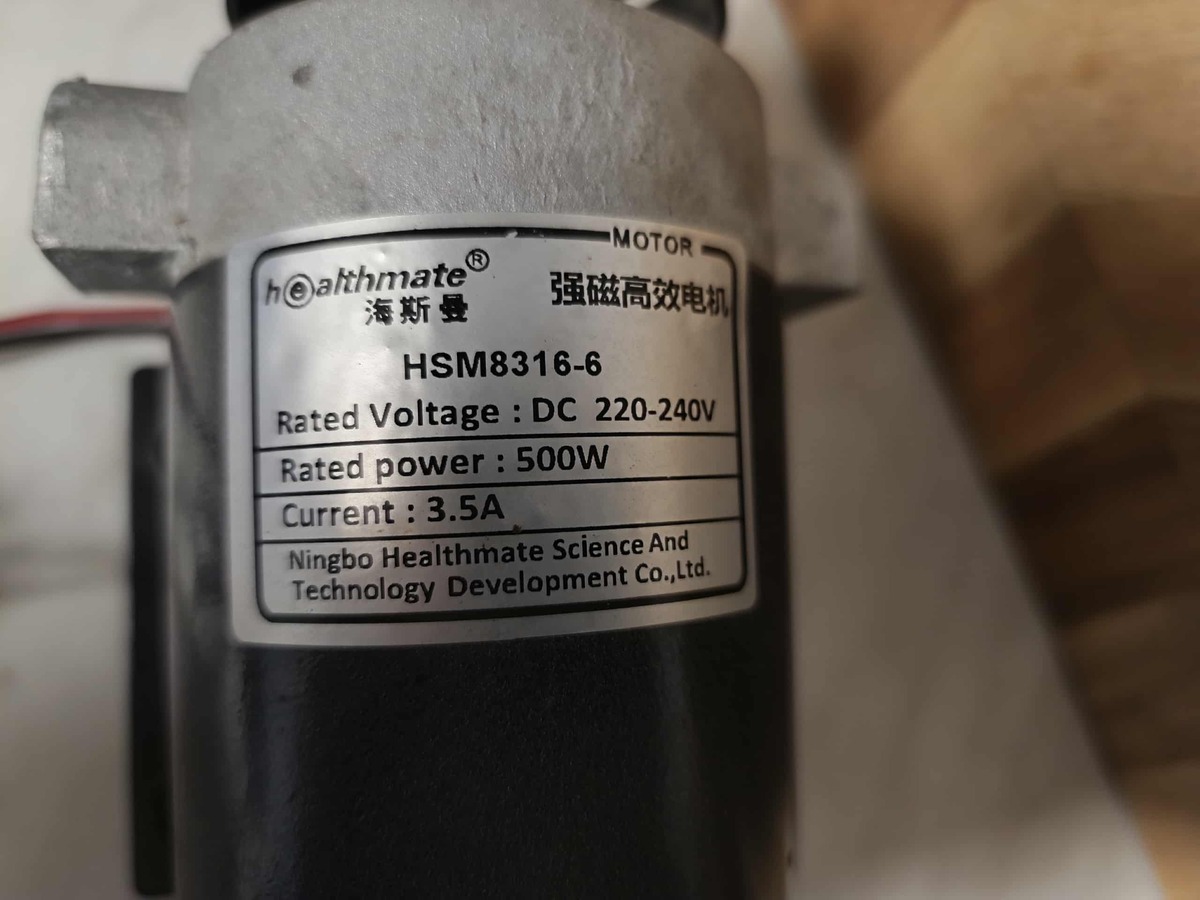 MOTOR
healthmate® 强磁高效电机
海斯曼
HSM8316-6
Rated Voltage : DC 220-240V
Rated power : 500W
Current : 3.5A
Ningbo Healthmate Science And
Technology Development Co.,Ltd.